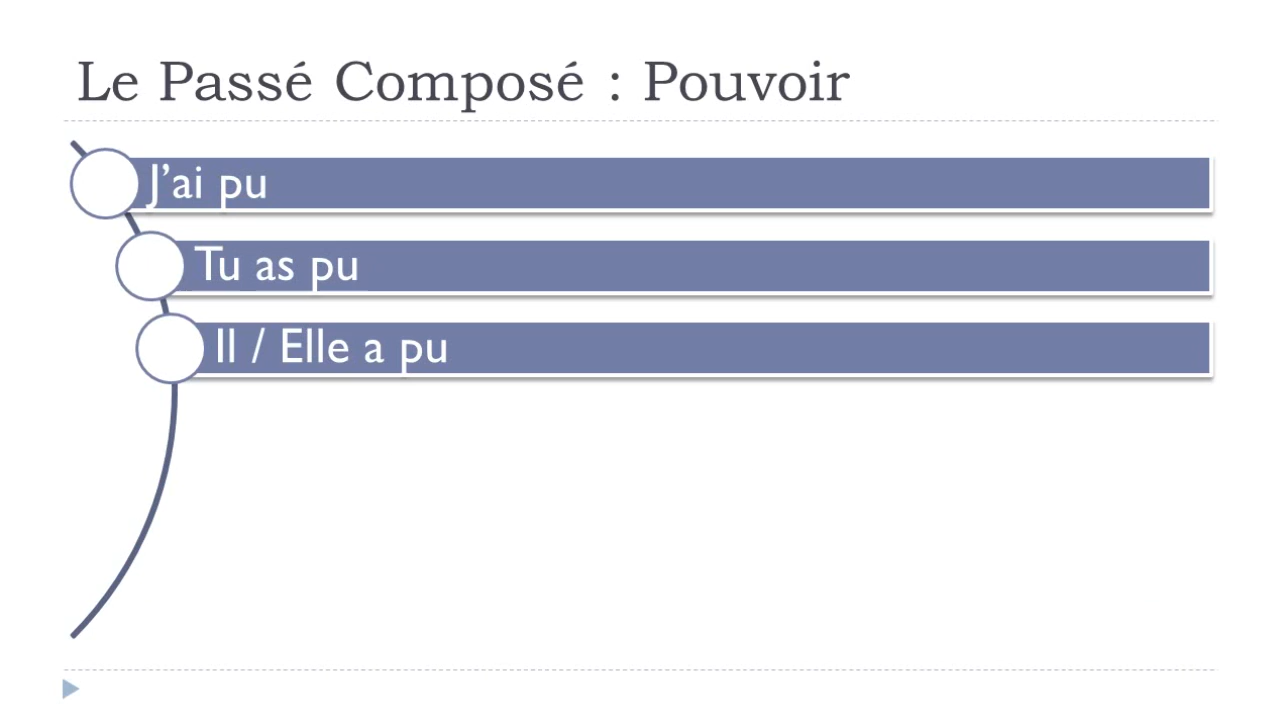 Le Passé Composé : Pouvoir
J’ai pu
Tu as pu
Il / Elle a pu